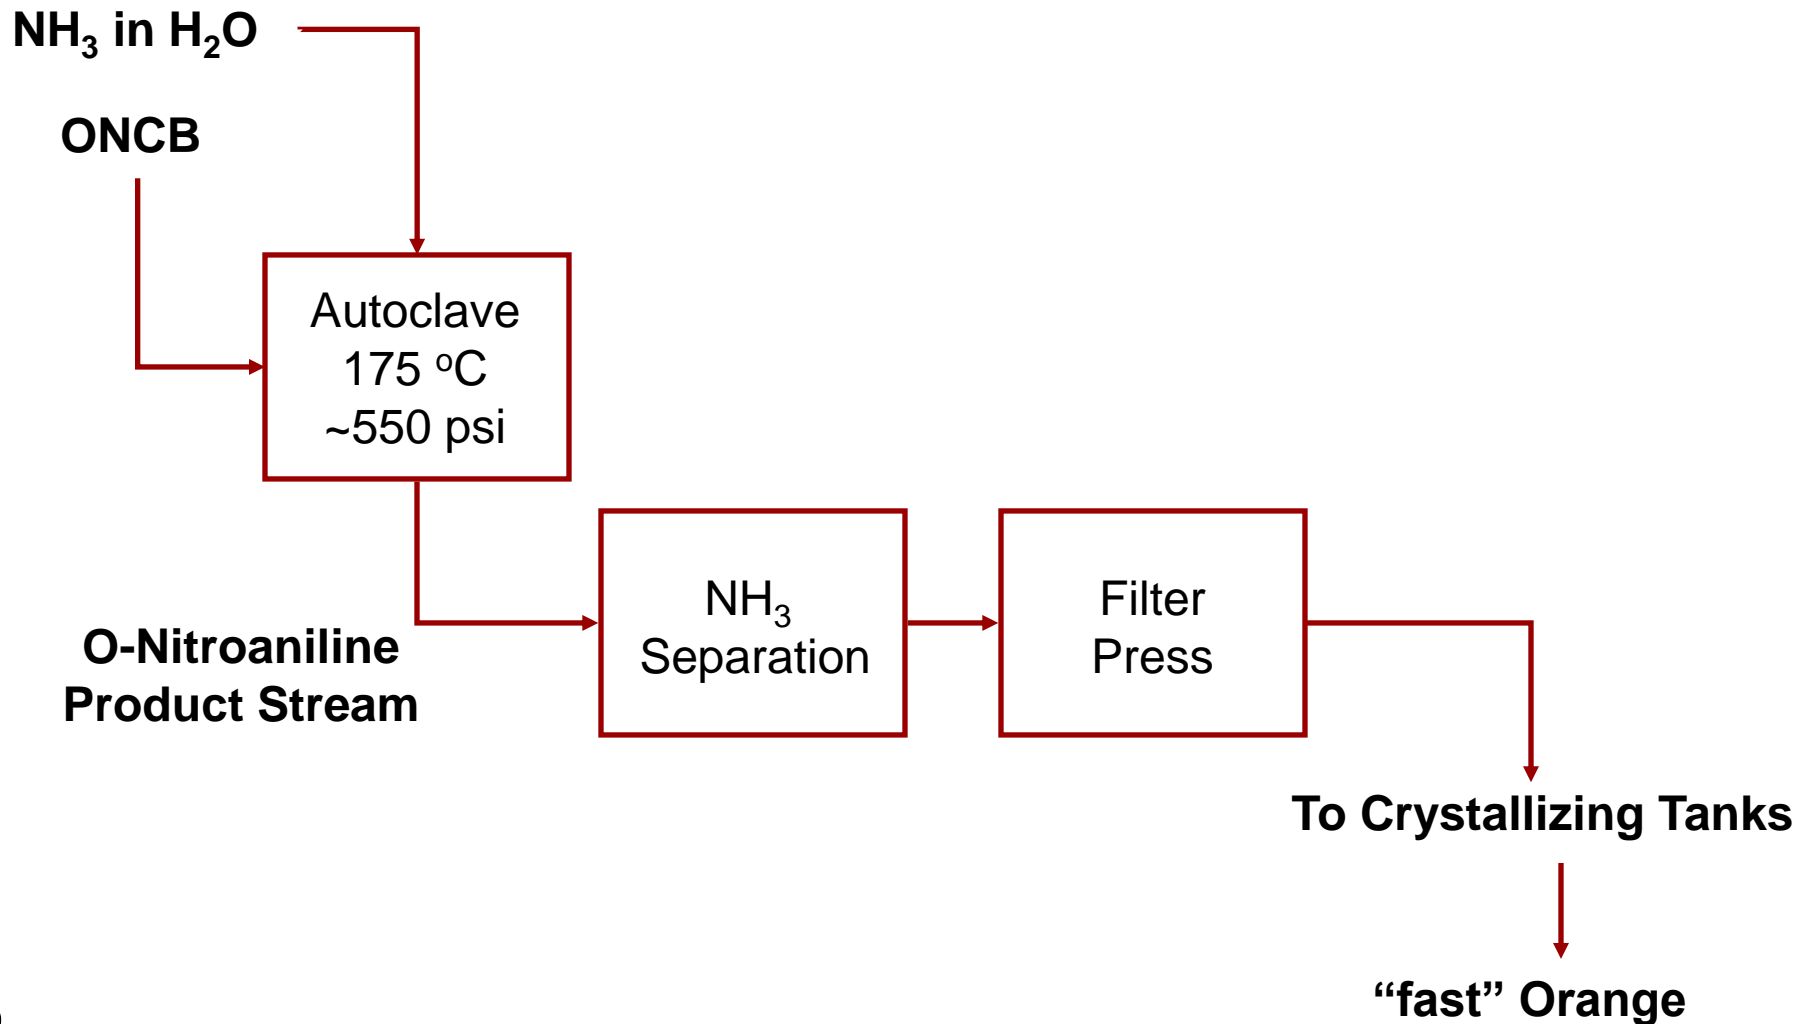 NH₃ in H₂O
ONCB
Autoclave
175 ºC
~550 psi
NH₃
Separation
Filter
Press
O-Nitroaniline
Product Stream
To Crystallizing Tanks
“fast” Orange